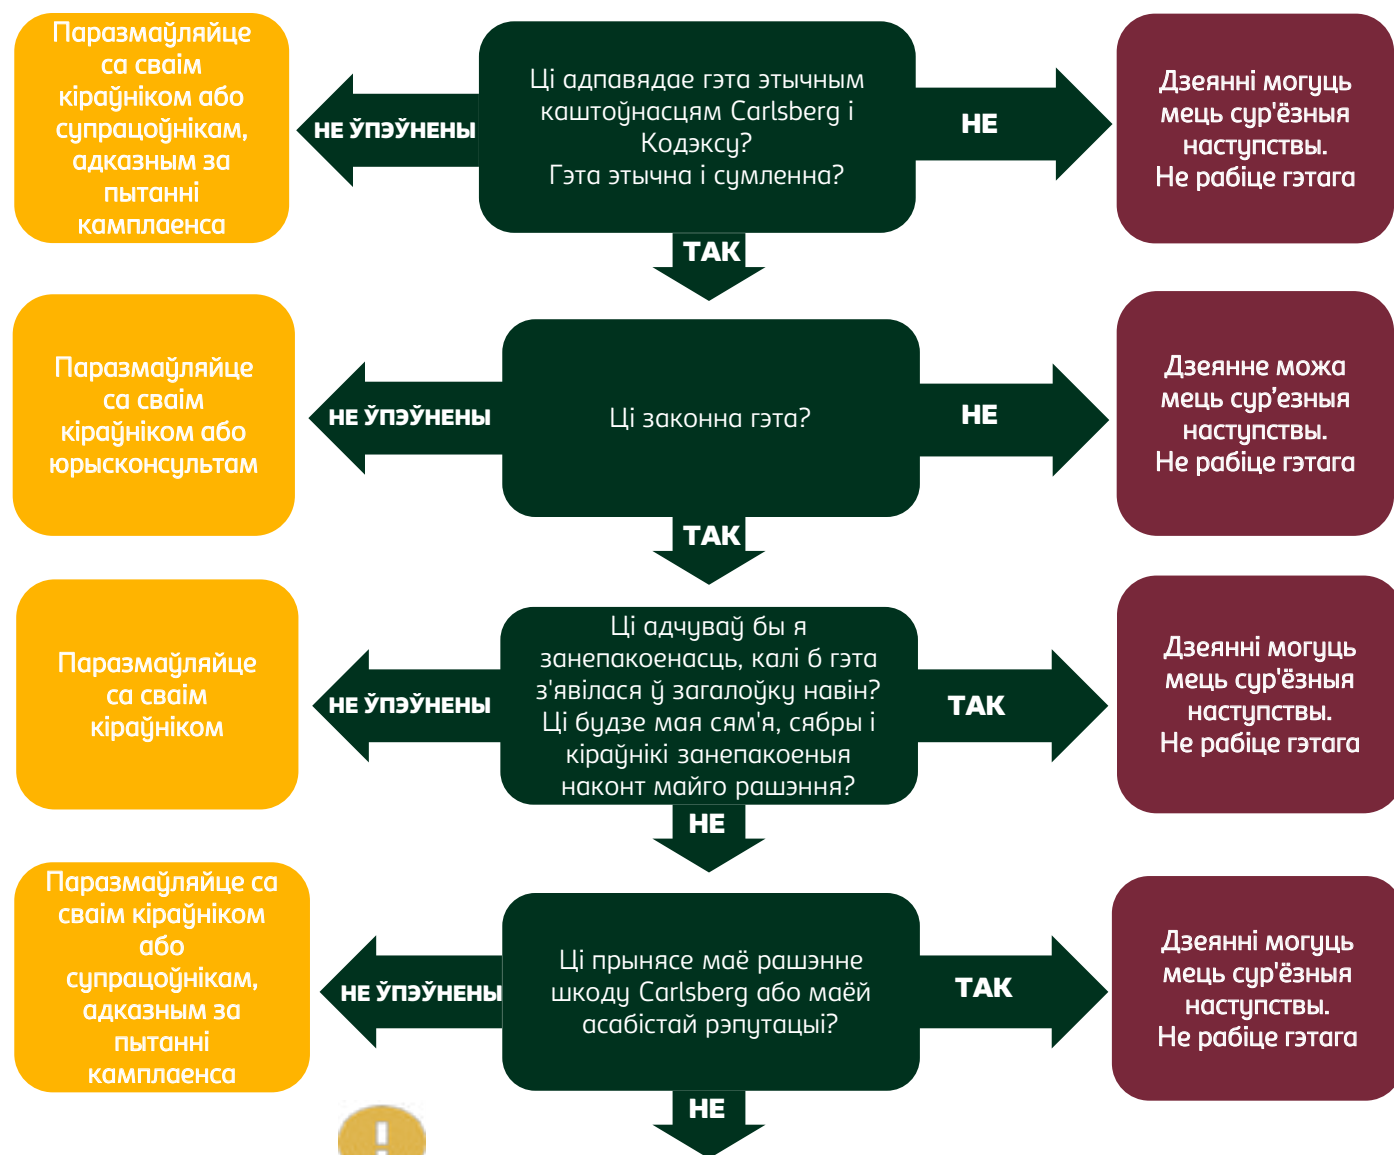 Паразмаўляйце
са сваім
кіраўніком або
супрацоўнікам,
адказным за
пытанні
камплаенса
НЕ ЎПЭЎНЕНЫ
Ці адпавядае гэта этычным
каштоўнасцям Carlsberg і
Кодэксу?
Гэта этычна і сумленна?
НЕ
Дзеянні могуць
мець сур'ёзныя
наступствы.
Не рабіце гэтага
ТАК
Паразмаўляйце
са сваім
кіраўніком або
юрысконсультам
НЕ ЎПЭЎНЕНЫ
Ці законна гэта?
НЕ
Дзеянне можа
мець сур’езныя
наступствы.
Не рабіце гэтага
ТАК
Паразмаўляйце
са сваім
кіраўніком
НЕ ЎПЭЎНЕНЫ
Ці адчуваў бы я
занепакоенасць, калі б гэта
з'явілася ў загалоўку навін?
Ці будзе мая сям'я, сябры і
кіраўнікі занепакоеныя
наконт майго рашэння?
ТАК
Дзеянні могуць
мець сур'ёзныя
наступствы.
Не рабіце гэтага
НЕ
Паразмаўляйце са
сваім кіраўніком
або
супрацоўнікам,
адказным за
пытанні
камплаенса
НЕ ЎПЭЎНЕНЫ
Ці прынясе маё рашэнне
шкоду Carlsberg або маёй
асабістай рэпутацыі?
ТАК
Дзеянні могуць
мець сур'ёзныя
наступствы.
Не рабіце гэтага
НЕ